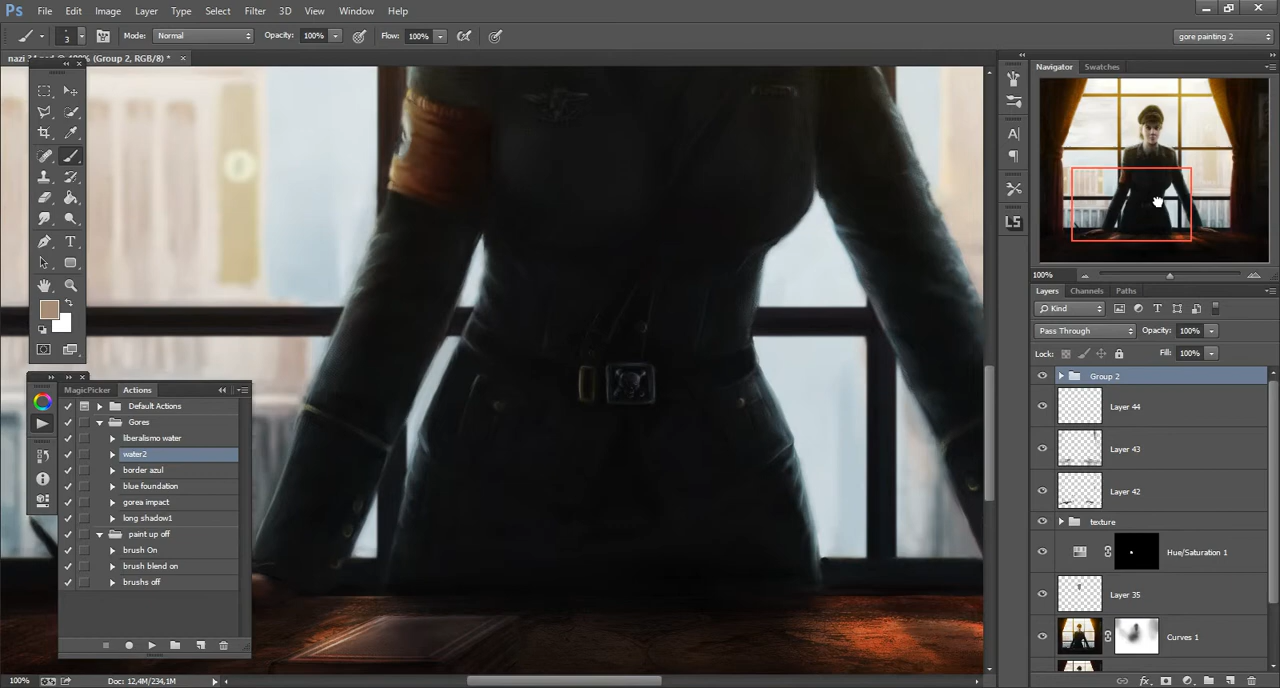 Ps File Edit Image Layer Type Select Filter 3D View Window Help
3 Mode: Normal Opacity: 100% Flow: 100% gore painting 2
(Group 2, RGB/8) *
Navigator Swatches
100%
Layers Channels Paths
Kind
Pass Through Opacity: 100%
Lock: Fill: 100%
Group 2
Layer 44
Layer 43
Layer 42
texture
Hue/Saturation 1
Layer 35
Curves 1
LS
MagicPicker Actions
Default Actions
Gores
liberalismo water
water2
border azul
blue foundation
gorea impact
long shadow1
paint up off
brush On
brush blend on
brushs off
100% Doc: 12,4M/234,1M